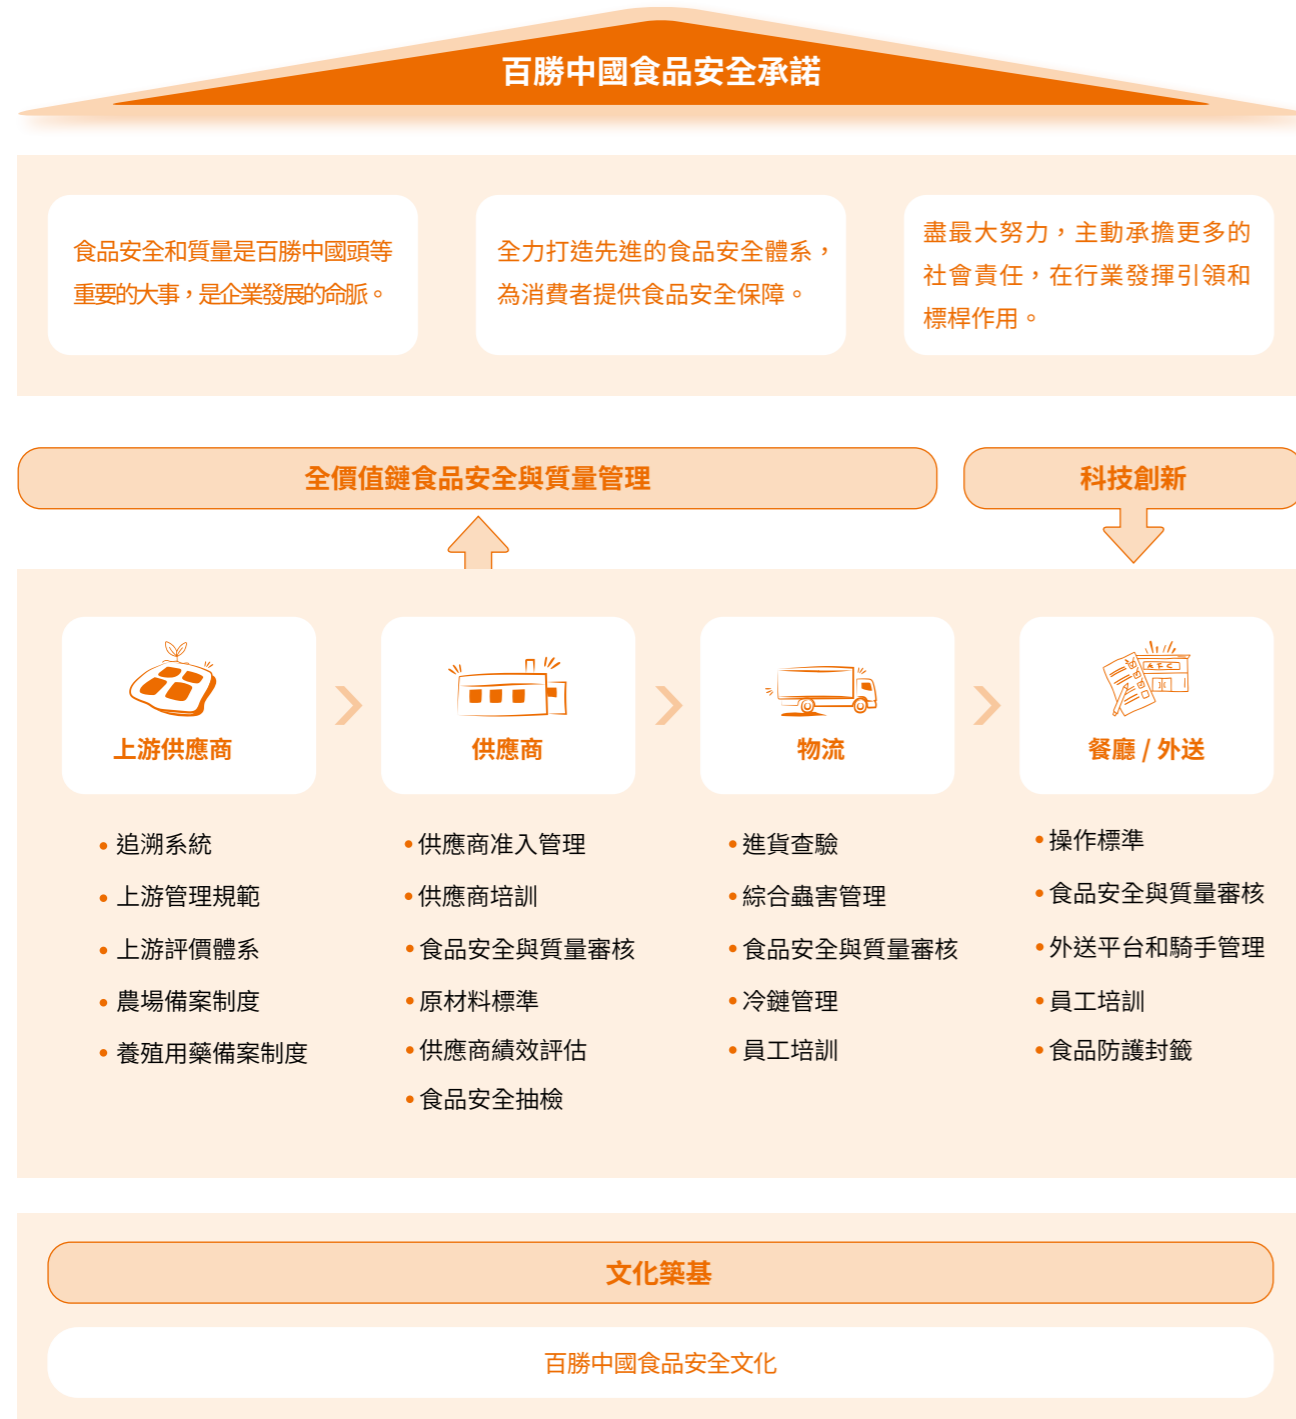 百勝中國食品安全承諾
食品安全和質量是百勝中國頭等
重要的大事，是企業發展的命脈。
全力打造先進的食品安全體系，
為消費者提供食品安全保障。
盡最大努力，主動承擔更多的
社會責任，在行業發揮引領和
標桿作用。
全價值鏈食品安全與質量管理
科技創新
上游供應商
• 追溯系統
• 上游管理規範
• 上游評價體系
• 農場備案制度
• 養殖用藥備案制度
供應商
• 供應商准入管理
• 供應商培訓
• 食品安全與質量審核
• 原材料標準
• 供應商績效評估
• 食品安全抽檢
物流
• 進貨查驗
• 綜合蟲害管理
• 食品安全與質量審核
• 冷鏈管理
• 員工培訓
餐廳 / 外送
• 操作標準
• 食品安全與質量審核
• 外送平台和騎手管理
• 員工培訓
• 食品防護封籤
文化築基
百勝中國食品安全文化